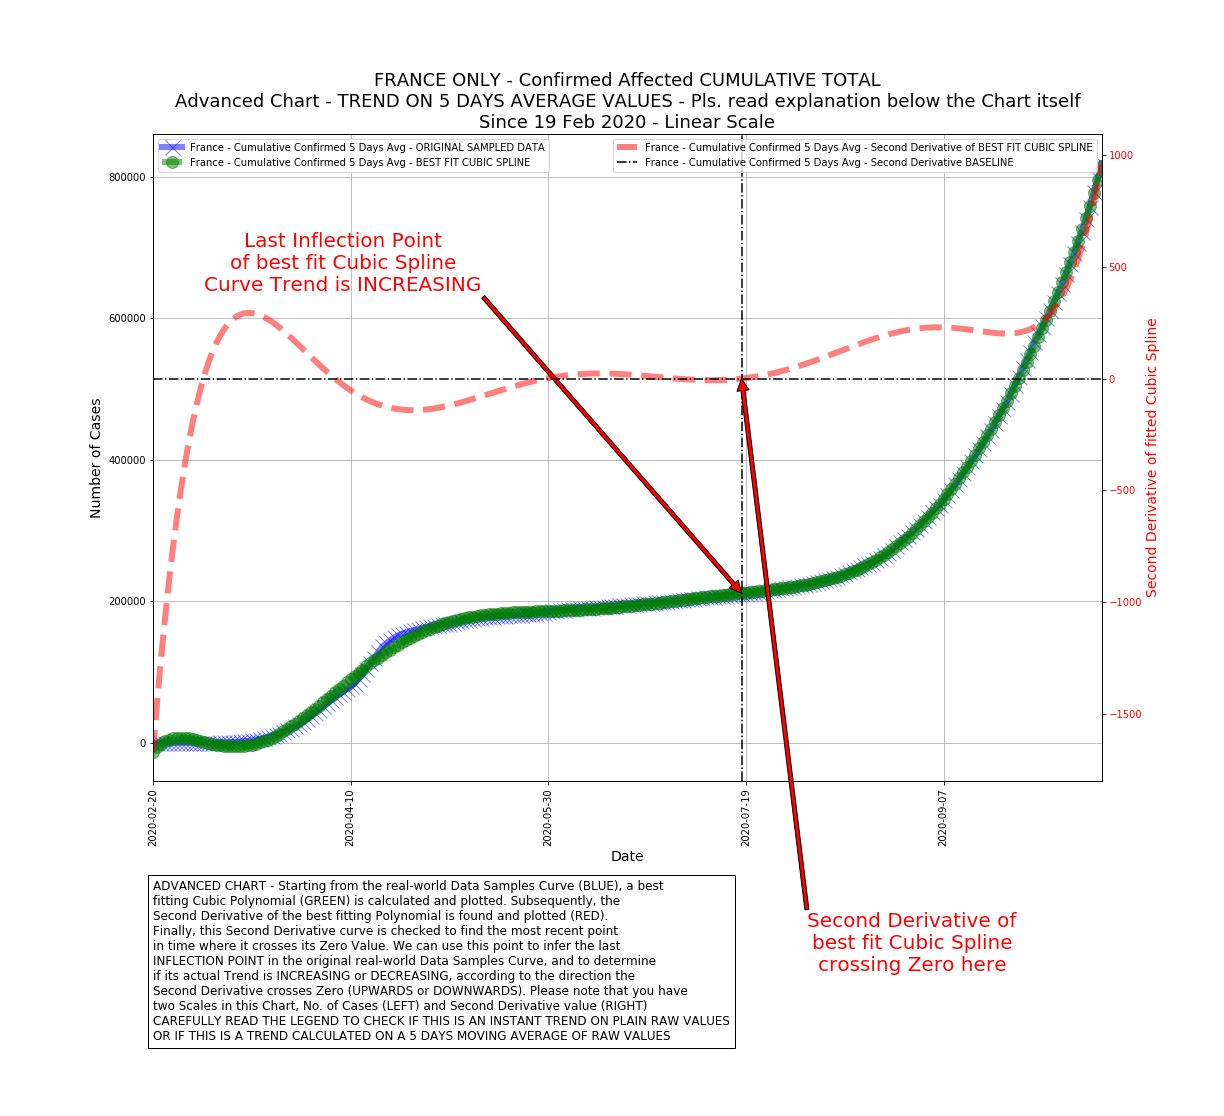 FRANCE ONLY - Confirmed Affected CUMULATIVE TOTAL
Advanced Chart - TREND ON 5 DAYS AVERAGE VALUES - Pls. read explanation below the Chart itself
Since 19 Feb 2020 - Linear Scale
France - Cumulative Confirmed 5 Days Avg - ORIGINAL SAMPLED DATA
France - Cumulative Confirmed 5 Days Avg - BEST FIT CUBIC SPLINE
France - Cumulative Confirmed 5 Days Avg - Second Derivative of BEST FIT CUBIC SPLINE
France - Cumulative Confirmed 5 Days Avg - Second Derivative BASELINE
Last Inflection Point
of best fit Cubic Spline
Curve Trend is INCREASING
Number of Cases
800000
600000
400000
200000
0
1000
500
0
−500
−1000
−1500
Second Derivative of fitted Cubic Spline
2020-02-20
2020-04-10
2020-05-30
2020-07-19
2020-09-07
Date
Second Derivative of
best fit Cubic Spline
crossing Zero here
ADVANCED CHART - Starting from the real-world Data Samples Curve (BLUE), a best
fitting Cubic Polynomial (GREEN) is calculated and plotted. Subsequently, the
Second Derivative of the best fitting Polynomial is found and plotted (RED).
Finally, this Second Derivative curve is checked to find the most recent point
in time where it crosses its Zero Value. We can use this point to infer the last
INFLECTION POINT in the original real-world Data Samples Curve, and to determine
if its actual Trend is INCREASING or DECREASING, according to the direction the
Second Derivative crosses Zero (UPWARDS or DOWNWARDS). Please note that you have
two Scales in this Chart, No. of Cases (LEFT) and Second Derivative value (RIGHT)
CAREFULLY READ THE LEGEND TO CHECK IF THIS IS AN INSTANT TREND ON PLAIN RAW VALUES
OR IF THIS IS A TREND CALCULATED ON A 5 DAYS MOVING AVERAGE OF RAW VALUES